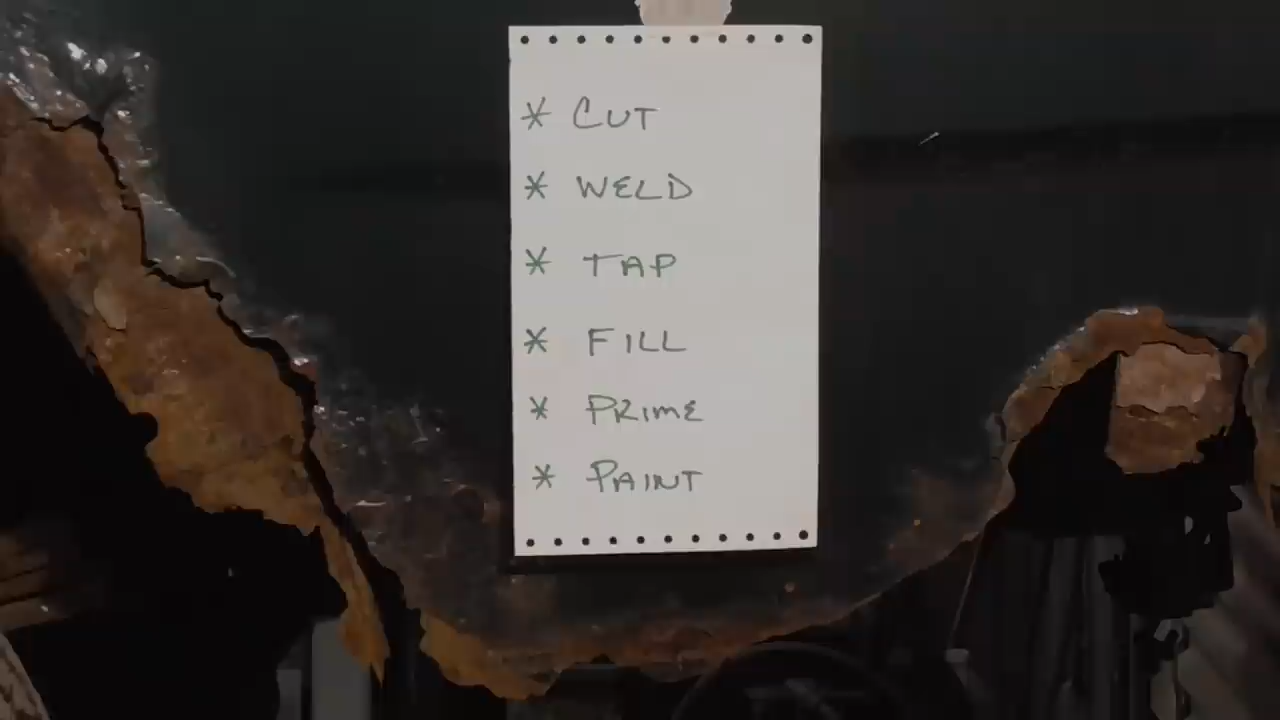 * CUT
* WELD
* TAP
* FILL
* PRIME
* PAINT